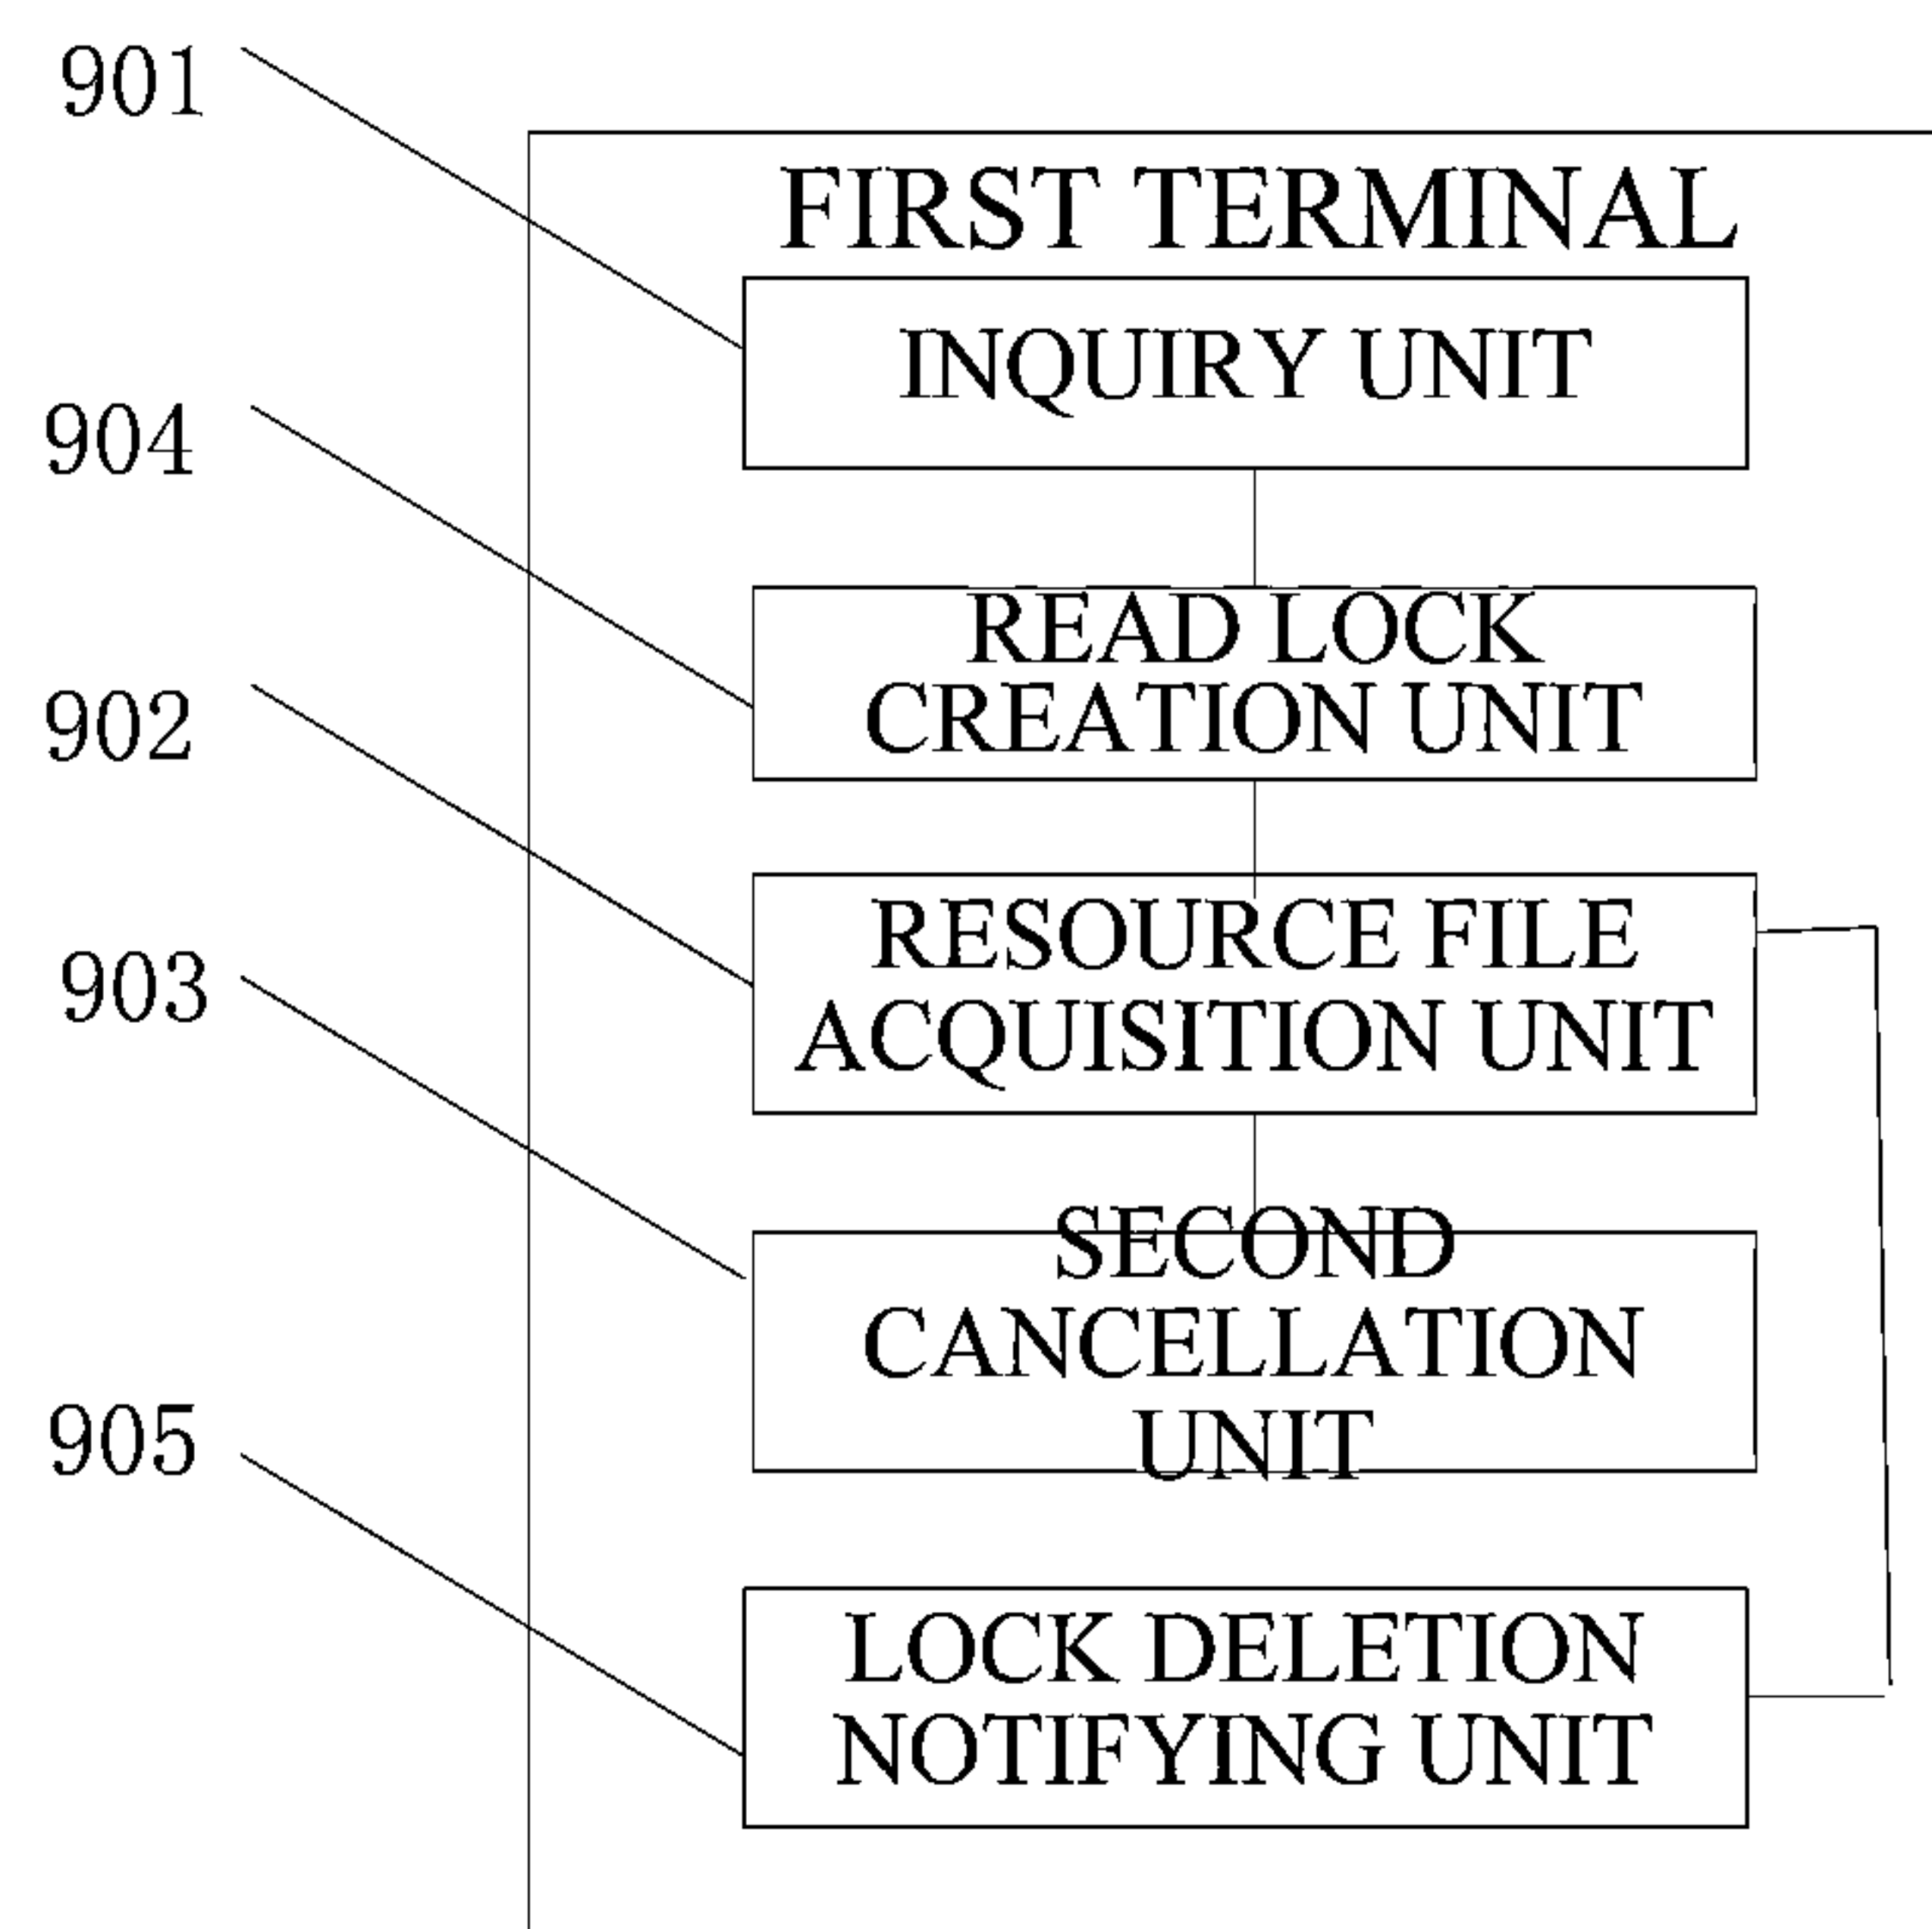 901
FIRST TERMINAL
INQUIRY UNIT
904
READ LOCK
CREATION UNIT
902
RESOURCE FILE
ACQUISITION UNIT
903
SECOND
CANCELLATION
UNIT
905
LOCK DELETION
NOTIFYING UNIT